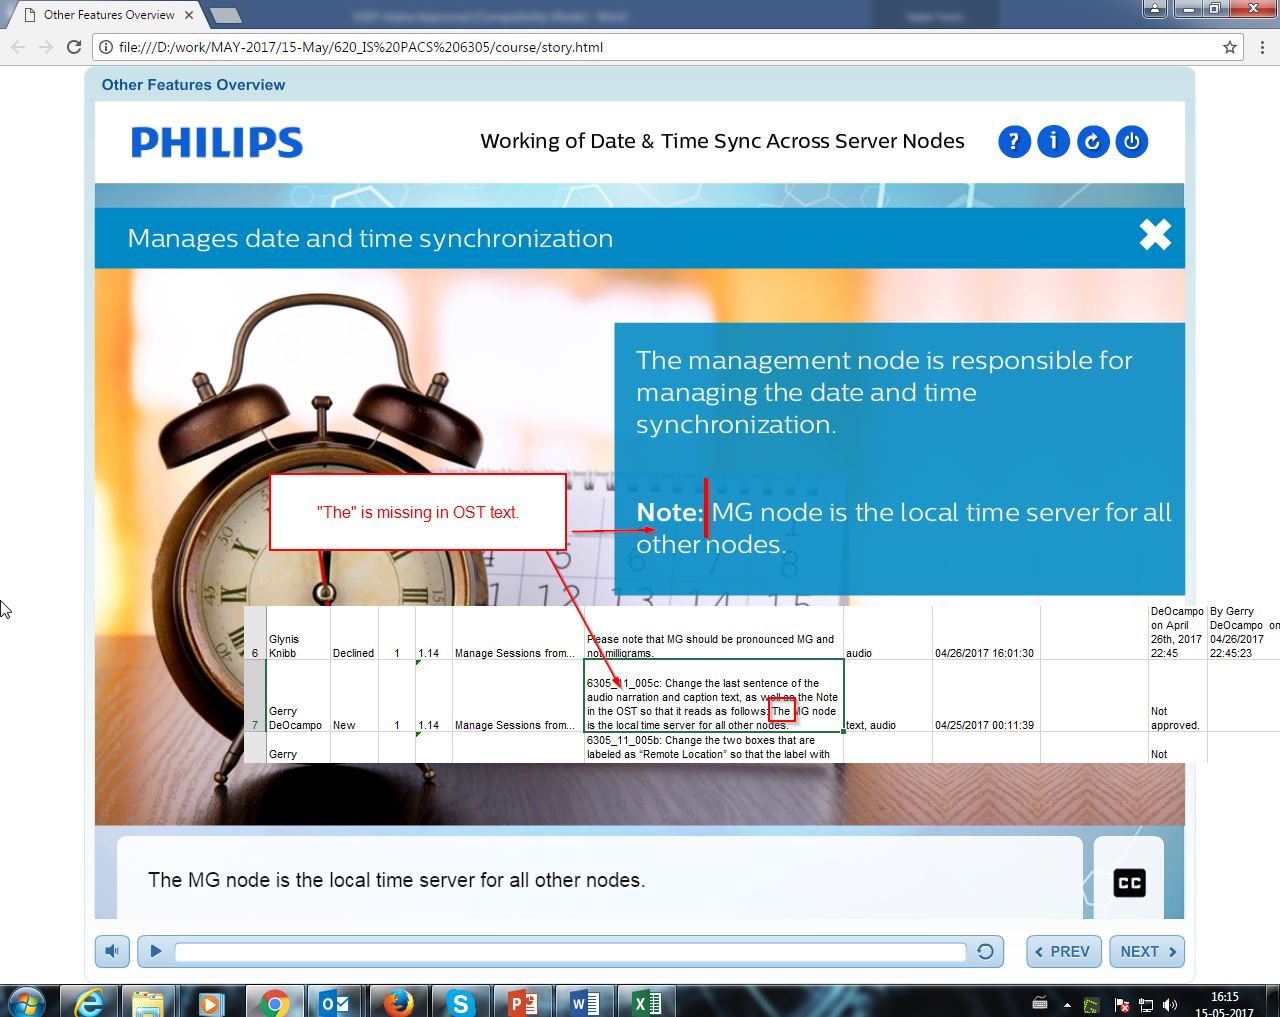 Other Features Overview
file:///D:/work/MAY-2017/15-May/620_IS%20PACS%206305/course/story.html
Other Features Overview
PHILIPS
Working of Date & Time Sync Across Server Nodes
Manages date and time synchronization
The management node is responsible for
managing the date and time
synchronization.
"The" is missing in OST text.
Note: MG node is the local time server for all
other nodes.
6 Glynis Knibb Declined 1 1.14 Manage Sessions from... Please note that MG should be pronounced MG and
not milligrams. audio 04/26/2017 16:01:30
DeOcampo
on April
26th, 2017
22:45
By Gerry
DeOcampo on
04/26/2017
22:45:23
7 Gerry DeOcampo New 1 1.14 Manage Sessions from...
6305_11_005c: Change the last sentence of the
audio narration and caption text, as well as the Note
in the OST so that it reads as follows: The MG node
is the local time server for all other nodes.
text, audio 04/25/2017 00:11:39
Not
approved.
Gerry
6305_11_005b: Change the two boxes that are
labeled as “Remote Location” so that the label with
Not
The MG node is the local time server for all other nodes.
CC
PREV
NEXT
16:15
15-05-2017